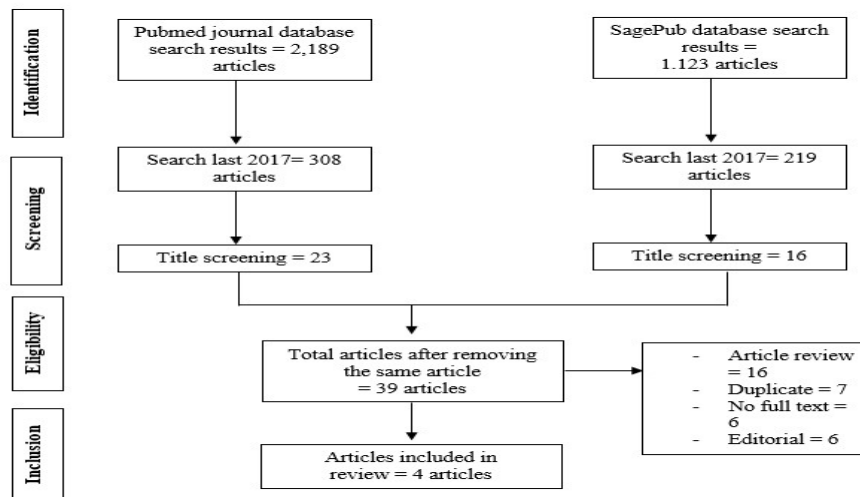 Identification
Pubmed journal database
search results = 2,189
articles
SagePub database search
results =
1.123 articles
Screening
Search last 2017= 308
articles
Search last 2017= 219
articles
Title screening = 23
Title screening = 16
Eligibility
Total articles after removing
the same article
= 39 articles
- Article review
= 16
- Duplicate = 7
- No full text =
6
- Editorial = 6
Inclusion
Articles included in
review = 4 articles